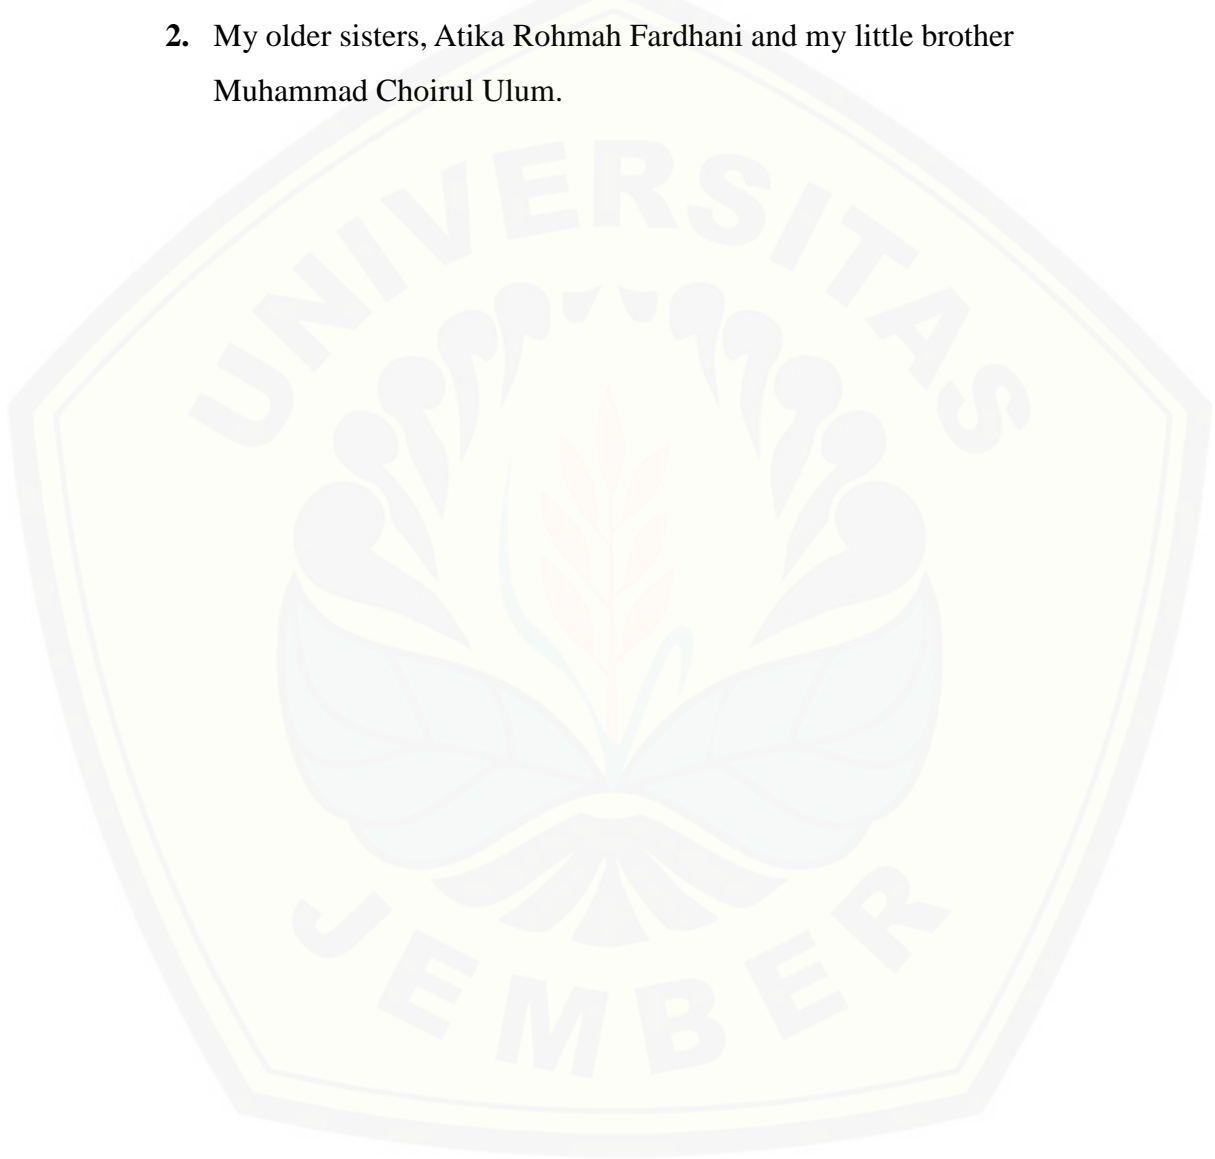 2. My older sisters, Atika Rohmah Fardhani and my little brother
Muhammad Choirul Ulum.
UNIVERSITAS
JEMBER